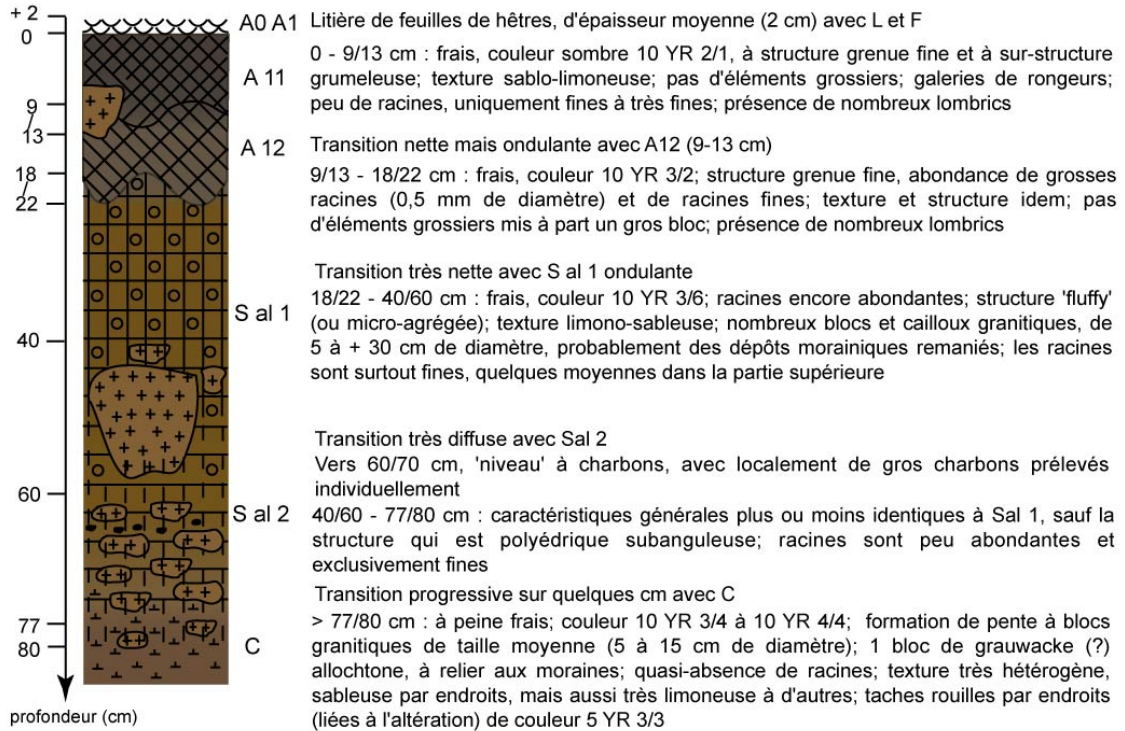 + 2
0
A0 A1
Litière de feuilles de hêtres, d'épaisseur moyenne (2 cm) avec L et F
A 11
0 - 9/13 cm : frais, couleur sombre 10 YR 2/1, à structure grenue fine et à sur-structure
grumeleuse; texture sablo-limoneuse; pas d'éléments grossiers; galeries de rongeurs;
peu de racines, uniquement fines à très fines; présence de nombreux lombrics
9
/
13
A 12
Transition nette mais ondulante avec A12 (9-13 cm)
18
/
22
9/13 - 18/22 cm : frais, couleur 10 YR 3/2; structure grenue fine, abondance de grosses
racines (0,5 mm de diamètre) et de racines fines; texture et structure idem; pas
d'éléments grossiers mis à part un gros bloc; présence de nombreux lombrics
Transition très nette avec S al 1 ondulante
S al 1
18/22 - 40/60 cm : frais, couleur 10 YR 3/6; racines encore abondantes; structure 'fluffy'
(ou micro-agrégée); texture limono-sableuse; nombreux blocs et cailloux granitiques, de
5 à + 30 cm de diamètre, probablement des dépôts morainiques remaniés; les racines
sont surtout fines, quelques moyennes dans la partie supérieure
40
Transition très diffuse avec Sal 2
Vers 60/70 cm, 'niveau' à charbons, avec localement de gros charbons prélevés
individuellement
60
S al 2
40/60 - 77/80 cm : caractéristiques générales plus ou moins identiques à Sal 1, sauf la
structure qui est polyédrique subanguleuse; racines sont peu abondantes et
exclusivement fines
Transition progressive sur quelques cm avec C
77
80
C
> 77/80 cm : à peine frais; couleur 10 YR 3/4 à 10 YR 4/4; formation de pente à blocs
granitiques de taille moyenne (5 à 15 cm de diamètre); 1 bloc de grauwacke (?)
allochtone, à relier aux moraines; quasi-absence de racines; texture très hétérogène,
sableuse par endroits, mais aussi très limoneuse à d'autres; taches rouilles par endroits
(liées à l'altération) de couleur 5 YR 3/3
profondeur (cm)